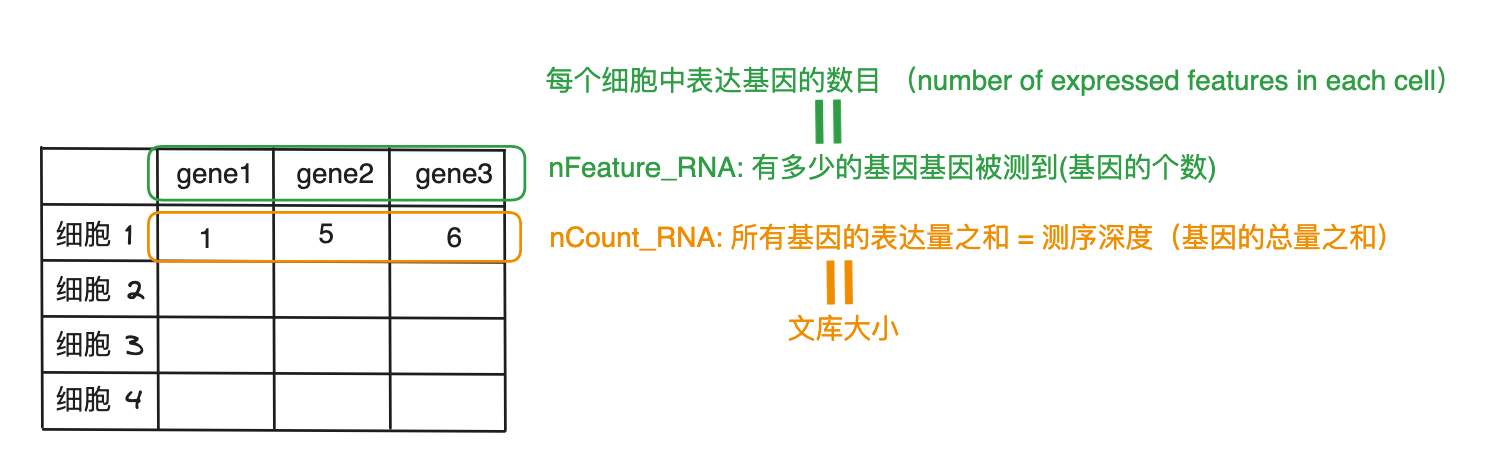 每个细胞中表达基因的数目 （number of expressed features in each cell）
gene1 gene2 gene3
nFeature_RNA: 有多少的基因基因被测到(基因的个数)
细胞 1 1 5 6
nCount_RNA: 所有基因的表达量之和 = 测序深度（基因的总量之和）
细胞 2
文库大小
细胞 3
细胞 4